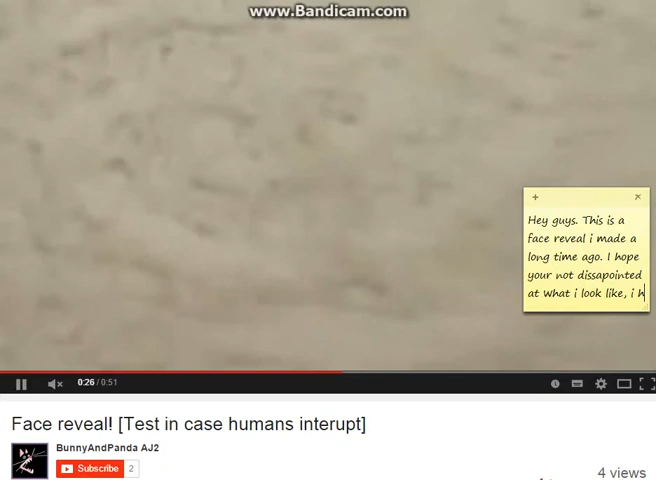 www.Bandicam.com
Hey guys. This is a
face reveal i made a
long time ago. I hope
your not dissapointed
at what i look like, i h
0:26 / 0:51
Face reveal! [Test in case humans interupt]
BunnyAndPanda AJ2
Subscribe 2
4 views